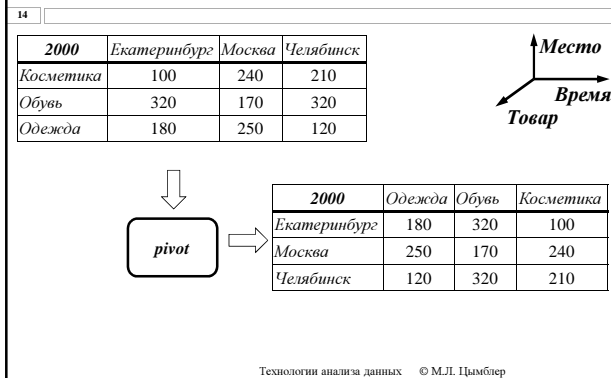 14
2000 Екатеринбург Москва Челябинск
Косметика 100 240 210
Обувь 320 170 320
Одежда 180 250 120
Место
Время
Товар
pivot
2000 Одежда Обувь Косметика
Екатеринбург 180 320 100
Москва 250 170 240
Челябинск 120 320 210
Технологии анализа данных © М.Л. Цымблер